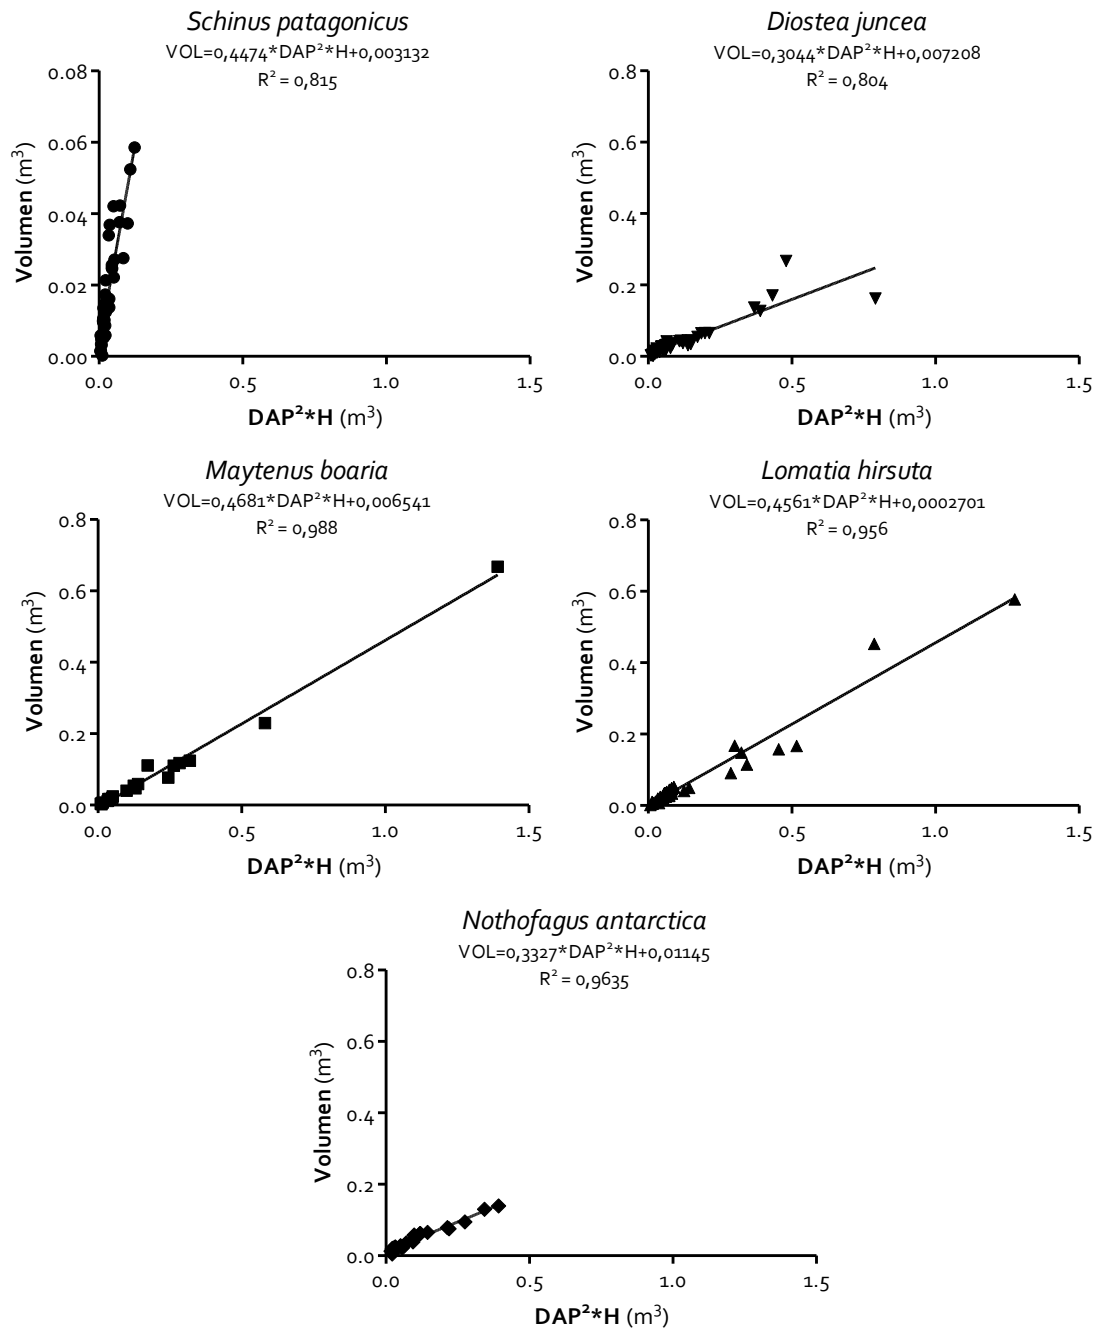 Schinus patagonicus
VOL=0,4474*DAP²*H+0,003132
R² = 0,815
0.08
0.06
0.04
0.02
0.00
Volumen (m³)
0.0 0.5 1.0 1.5
DAP²*H (m³)
Diostea juncea
VOL=0,3044*DAP²*H+0,007208
R² = 0,804
0.8
0.6
0.4
0.2
0.0
Volumen (m³)
0.0 0.5 1.0 1.5
DAP²*H (m³)
Maytenus boaria
VOL=0,4681*DAP²*H+0,006541
R² = 0,988
0.8
0.6
0.4
0.2
0.0
Volumen (m³)
0.0 0.5 1.0 1.5
DAP²*H (m³)
Lomatia hirsuta
VOL=0,4561*DAP²*H+0,0002701
R² = 0,956
0.8
0.6
0.4
0.2
0.0
Volumen (m³)
0.0 0.5 1.0 1.5
DAP²*H (m³)
Nothofagus antarctica
VOL=0,3327*DAP²*H+0,01145
R² = 0,9635
0.8
0.6
0.4
0.2
0.0
Volumen (m³)
0.0 0.5 1.0 1.5
DAP²*H (m³)